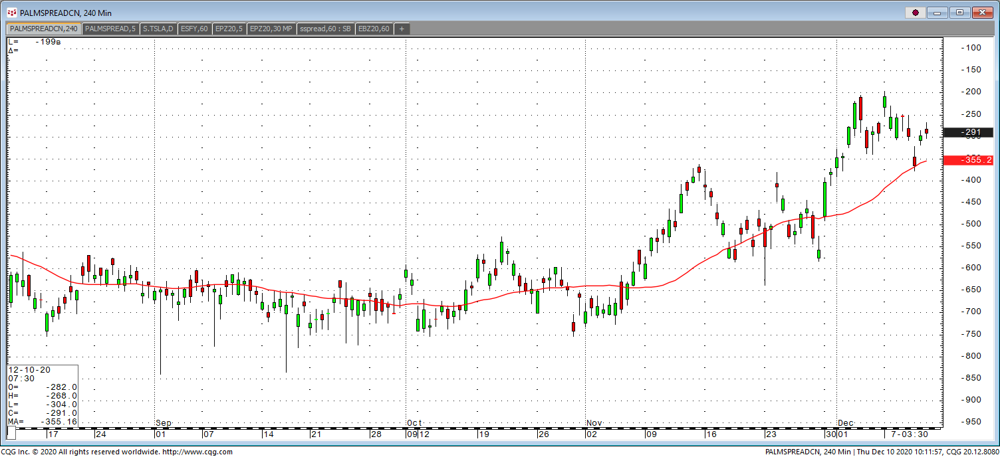 PALMSPREADCN, 240 Min
PALMSPREADCN,240 PALMSPREAD,5 S.TSLA,D ESFY,60 EPZ20,5 EPZ20,30 MP sspread,60 : SB EBZ20,60 +
L= -199B
Δ=
-100
-150
-200
-250
-291
-355.2
-400
-450
-500
-550
-600
-650
-700
-750
-800
-850
-900
-950
12-10-20
07:30
O= -282.0
H= -268.0
L= -304.0
C= -291.0
MA= -355.16
Sep Oct Nov Dec
17 24 01 07 14 21 28 09 12 19 26 02 09 16 23 30 01 7-03:30
CQG Inc. © 2020 All rights reserved worldwide. http://www.cqg.com PALMSPREADCN, 240 Min | Thu Dec 10 2020 10:11:57, CQG 20.12.8080